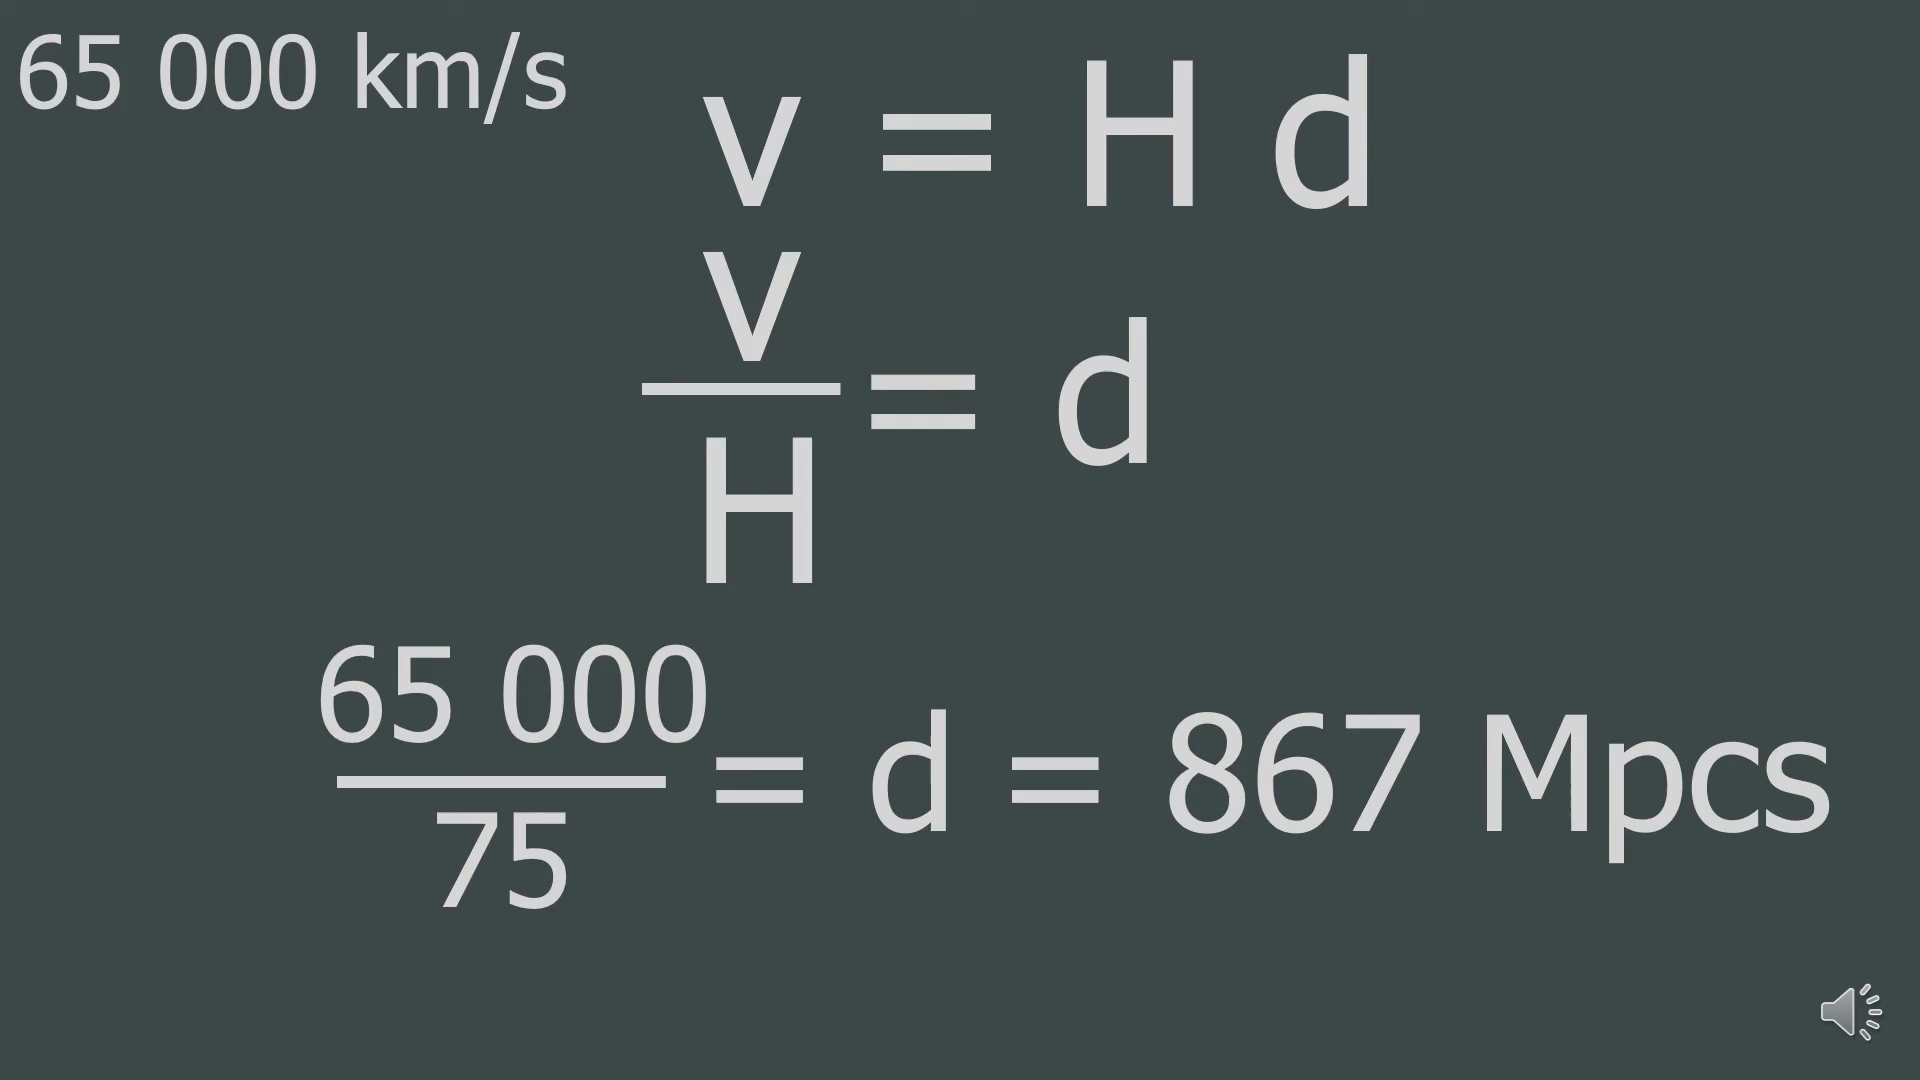 65 000 km/s
v = H d
v
= d
H
65 000
= d = 867 Mpcs
75